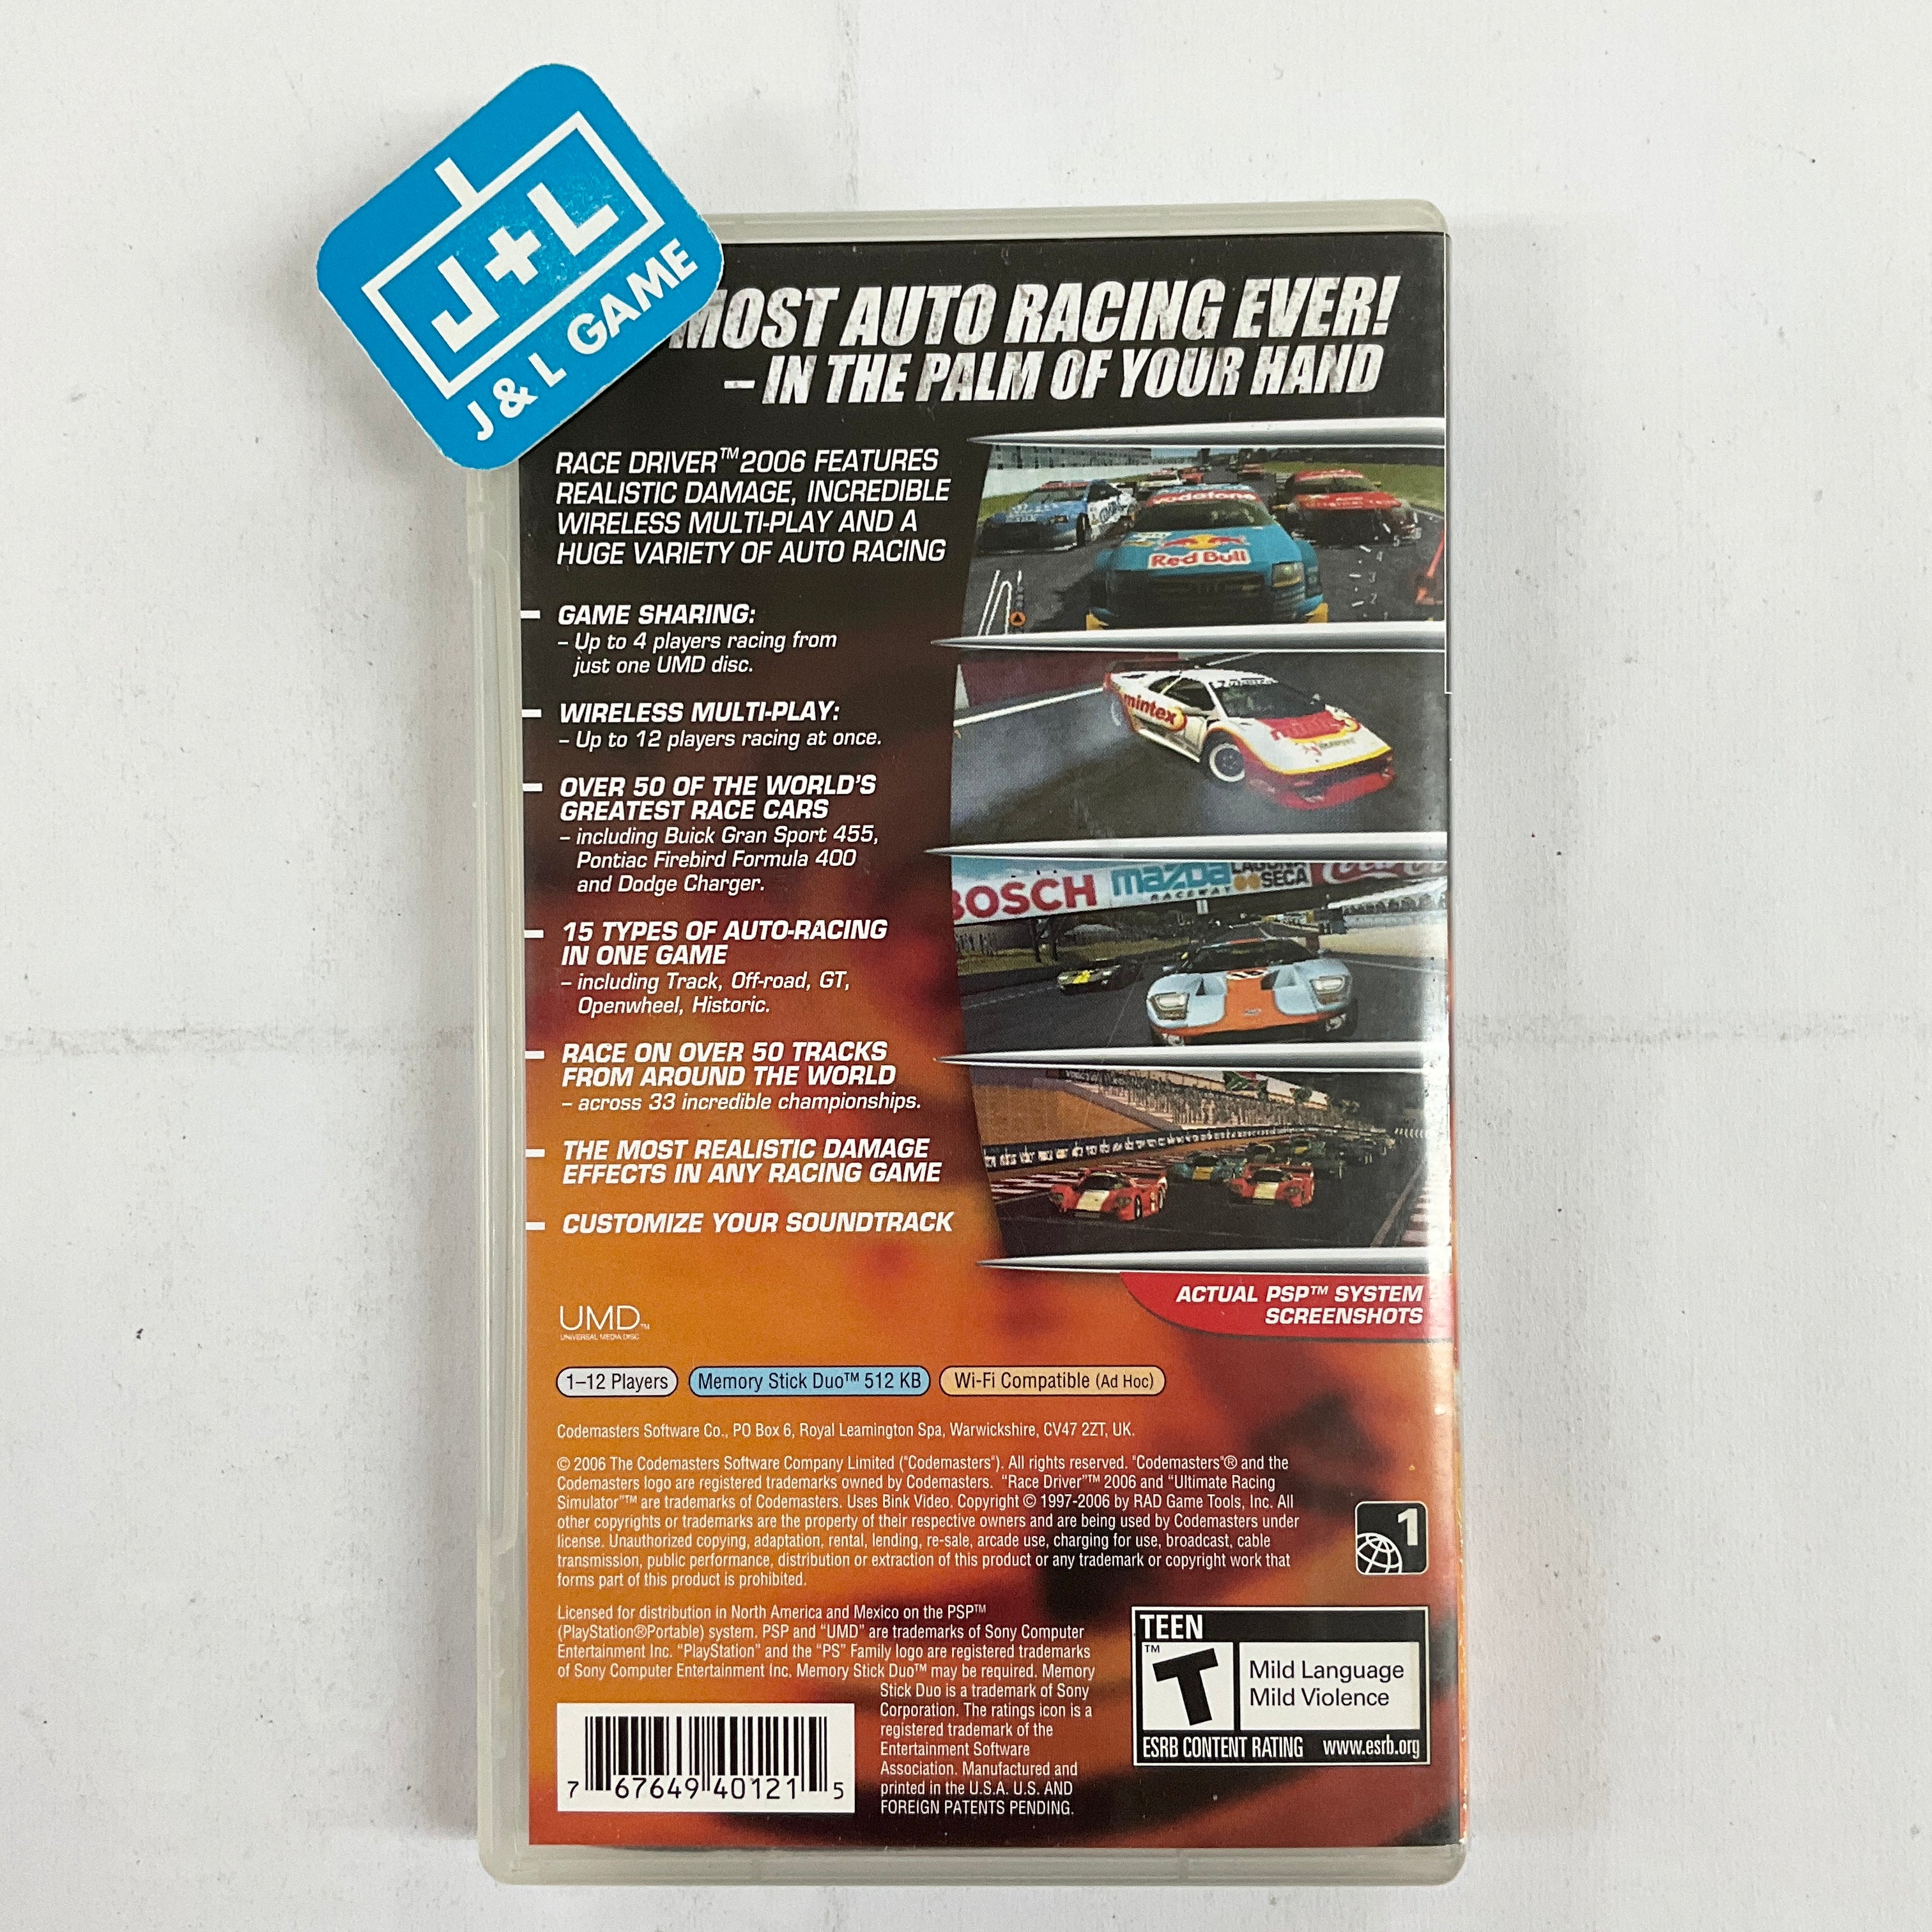 J+L
J & L GAME
MOST AUTO RACING EVER!
– IN THE PALM OF YOUR HAND
RACE DRIVER™ 2006 FEATURES
REALISTIC DAMAGE, INCREDIBLE
WIRELESS MULTI-PLAY AND A
HUGE VARIETY OF AUTO RACING
GAME SHARING:
– Up to 4 players racing from
just one UMD disc.
WIRELESS MULTI-PLAY:
– Up to 12 players racing at once.
OVER 50 OF THE WORLD'S
GREATEST RACE CARS
– including Buick Gran Sport 455,
Pontiac Firebird Formula 400
and Dodge Charger.
15 TYPES OF AUTO-RACING
IN ONE GAME
– including Track, Off-road, GT,
Openwheel, Historic.
RACE ON OVER 50 TRACKS
FROM AROUND THE WORLD
– across 33 incredible championships.
THE MOST REALISTIC DAMAGE
EFFECTS IN ANY RACING GAME
CUSTOMIZE YOUR SOUNDTRACK
vodafone
Red Bull
mintex
BOSCH
mazda
RACEWAY
LAGUNA
SECA
ACTUAL PSP™ SYSTEM
SCREENSHOTS
UMD™
UNIVERSAL MEDIA DISC
1–12 Players
Memory Stick Duo™ 512 KB
Wi-Fi Compatible (Ad Hoc)
Codemasters Software Co., PO Box 6, Royal Leamington Spa, Warwickshire, CV47 2ZT, UK.
© 2006 The Codemasters Software Company Limited ("Codemasters"). All rights reserved. "Codemasters"® and the
Codemasters logo are registered trademarks owned by Codemasters. "Race Driver"™ 2006 and "Ultimate Racing
Simulator"™ are trademarks of Codemasters. Uses Bink Video. Copyright © 1997-2006 by RAD Game Tools, Inc. All
other copyrights or trademarks are the property of their respective owners and are being used by Codemasters under
license. Unauthorized copying, adaptation, rental, lending, re-sale, arcade use, charging for use, broadcast, cable
transmission, public performance, distribution or extraction of this product or any trademark or copyright work that
forms part of this product is prohibited.
1
Licensed for distribution in North America and Mexico on the PSP™
(PlayStation®Portable) system. PSP and "UMD" are trademarks of Sony Computer
Entertainment Inc. "PlayStation" and the "PS" Family logo are registered trademarks
of Sony Computer Entertainment Inc. Memory Stick Duo™ may be required. Memory
Stick Duo is a trademark of Sony
Corporation. The ratings icon is a
registered trademark of the
Entertainment Software
Association. Manufactured and
printed in the U.S.A. U.S. AND
FOREIGN PATENTS PENDING.
7 67649 40121 5
TEEN
T™
Mild Language
Mild Violence
ESRB CONTENT RATING www.esrb.org